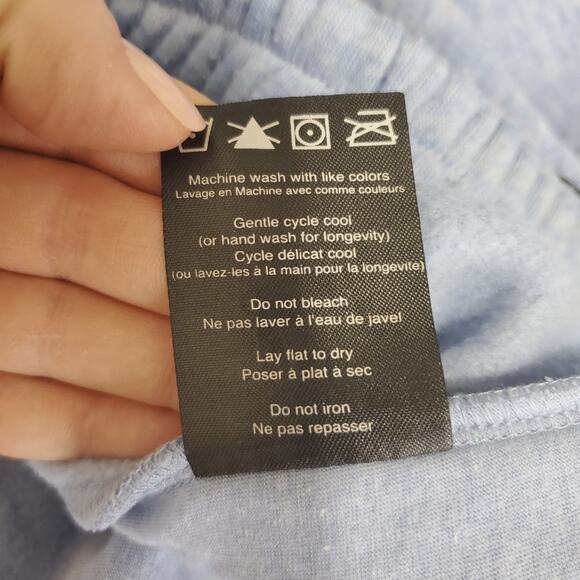 Machine wash with like colors
Lavage en Machine avec comme couleurs
Gentle cycle cool
(or hand wash for longevity)
Cycle délicat cool
(ou lavez-les à la main pour la longevite)
Do not bleach
Ne pas laver à l'eau de javel
Lay flat to dry
Poser à plat à sec
Do not iron
Ne pas repasser